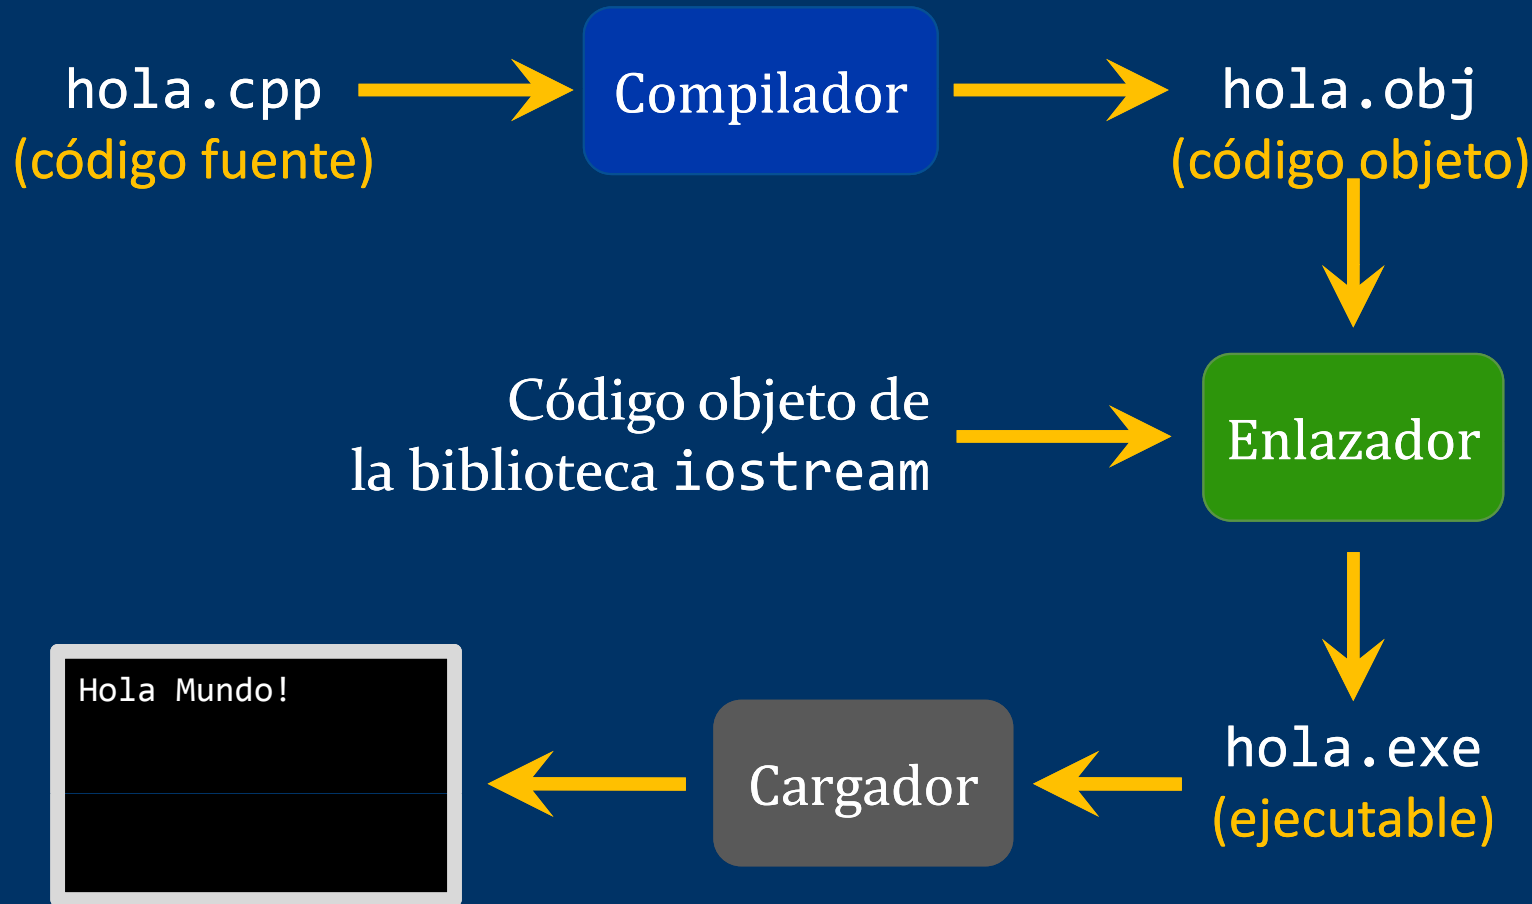 hola.cpp
(código fuente)
Compilador
hola.obj
(código objeto)
Código objeto de
la biblioteca iostream
Enlazador
hola.exe
(ejecutable)
Cargador
Hola Mundo!